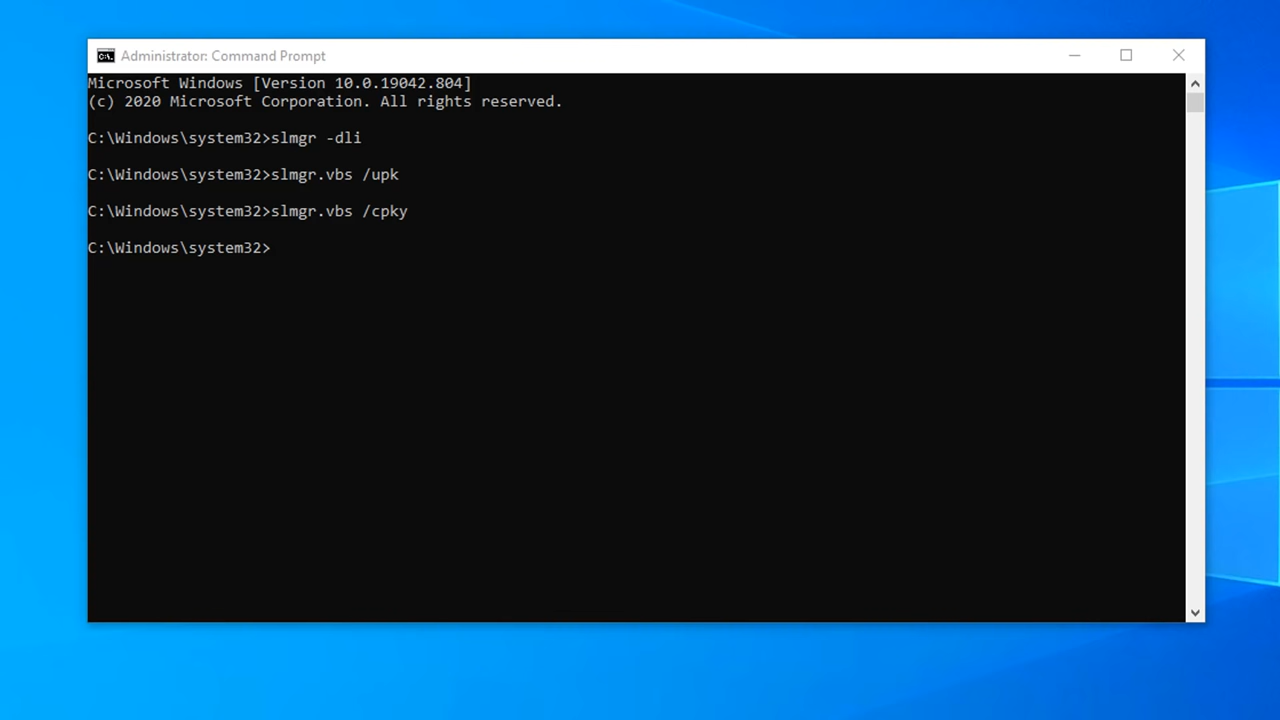 Administrator: Command Prompt
Microsoft Windows [Version 10.0.19042.804]
(c) 2020 Microsoft Corporation. All rights reserved.
C:\Windows\system32>slmgr -dli
C:\Windows\system32>slmgr.vbs /upk
C:\Windows\system32>slmgr.vbs /cpky
C:\Windows\system32>